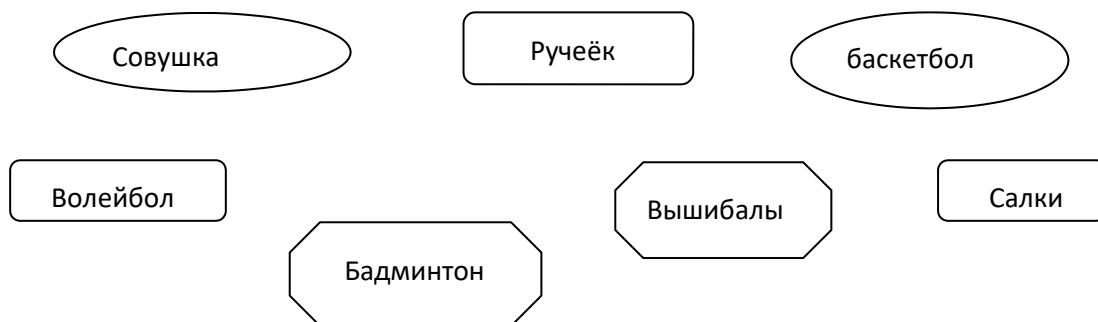 Совушка
Ручеёк
баскетбол
Волейбол
Вышибалы
Салки
Бадминтон